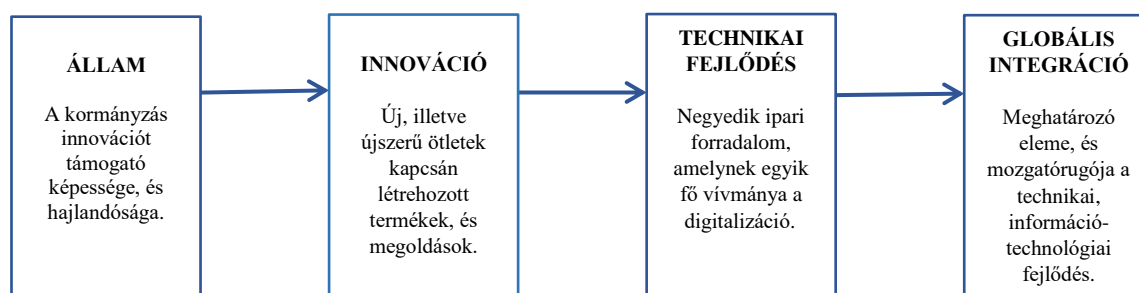 ÁLLAM
A kormányzás
innovációt
támogató
képessége, és
hajlandósága.
INNOVÁCIÓ
Új, illetve
újszerű ötletek
kapcsán
létrehozott
termékek, és
megoldások.
TECHNIKAI
FEJLŐDÉS
Negyedik ipari
forradalom,
amelynek egyik
fő vívmánya a
digitalizáció.
GLOBÁLIS
INTEGRÁCIÓ
Meghatározó
eleme, és
mozgatórugója a
technikai,
információ-
technológiai
fejlődés.